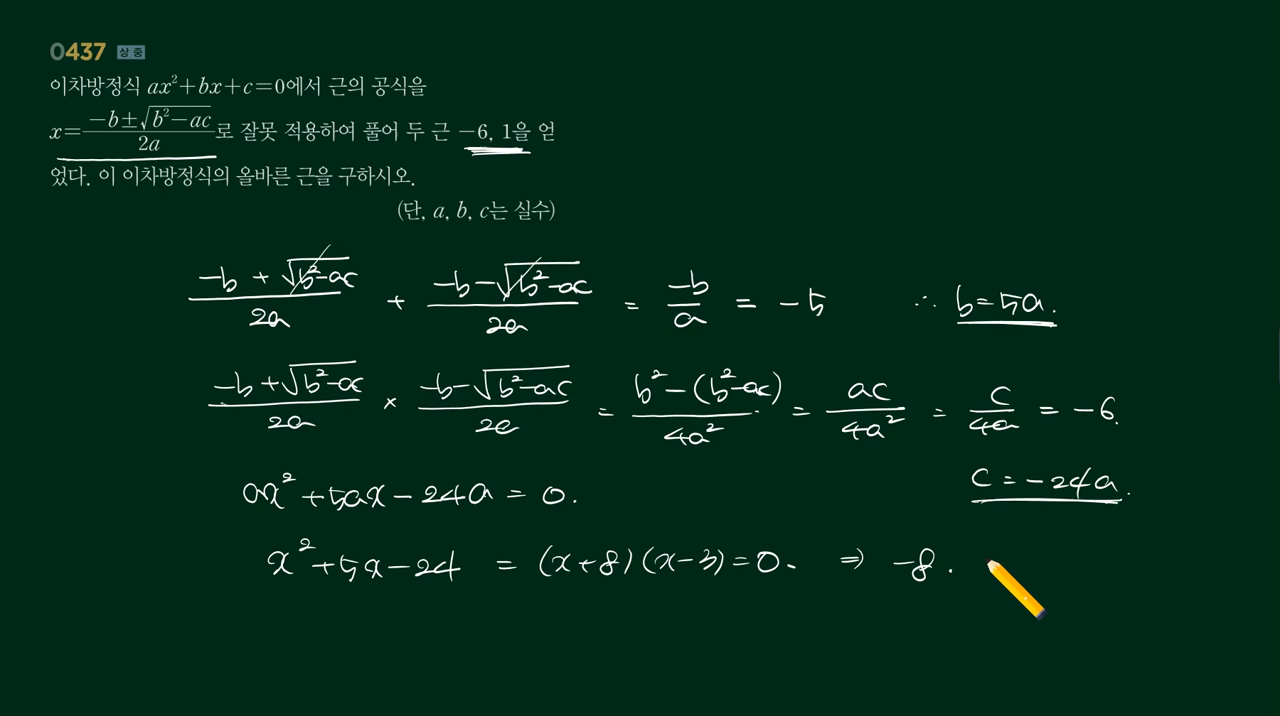 0437 상 중
이차방정식 ax²+bx+c=0에서 근의 공식을
x=(-b±√(b²-ac))/(2a)로 잘못 적용하여 풀어 두 근 -6, 1을 얻
었다. 이 이차방정식의 올바른 근을 구하시오.
(단, a, b, c는 실수)
(-b+√(b²-ac))/(2a) + (-b-√(b²-ac))/(2a) = (-b)/a = -5 ∴ b=5a.
(-b+√(b²-ac))/(2a) × (-b-√(b²-ac))/(2a) = (b²-(b²-ac))/(4a²) = (ac)/(4a²) = c/(4a) = -6.
ax²+5ax-24a=0. c=-24a.
x²+5x-24 = (x+8)(x-3)=0. ⇒ -8.